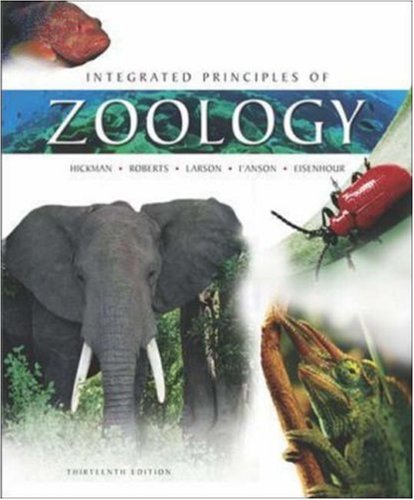 INTEGRATED PRINCIPLES OF
ZOOLOGY
HICKMAN • ROBERTS • LARSON • I'ANSON • EISENHOUR
THIRTEENTH EDITION